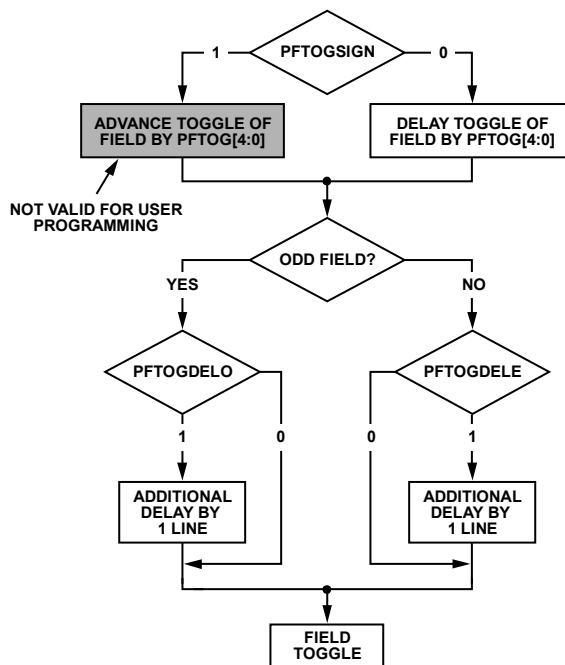 PFTOGSIGN
1
0
ADVANCE TOGGLE OF
FIELD BY PFTOG[4:0]
DELAY TOGGLE OF
FIELD BY PFTOG[4:0]
NOT VALID FOR USER
PROGRAMMING
ODD FIELD?
YES
NO
PFTOGDELO
PFTOGDELE
1
0
0
1
ADDITIONAL
DELAY BY
1 LINE
ADDITIONAL
DELAY BY
1 LINE
FIELD
TOGGLE